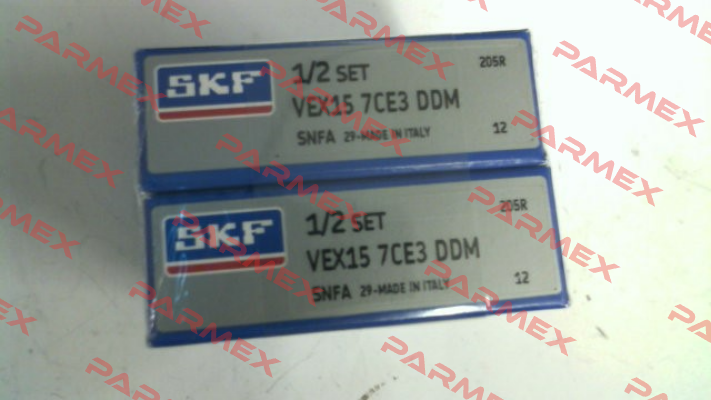 SKF
1/2 SET
205R
VEX15 7CE3 DDM
SNFA 29-MADE IN ITALY
12
SKF
1/2 SET
205R
VEX15 7CE3 DDM
SNFA 29-MADE IN ITALY
12
PARMEX